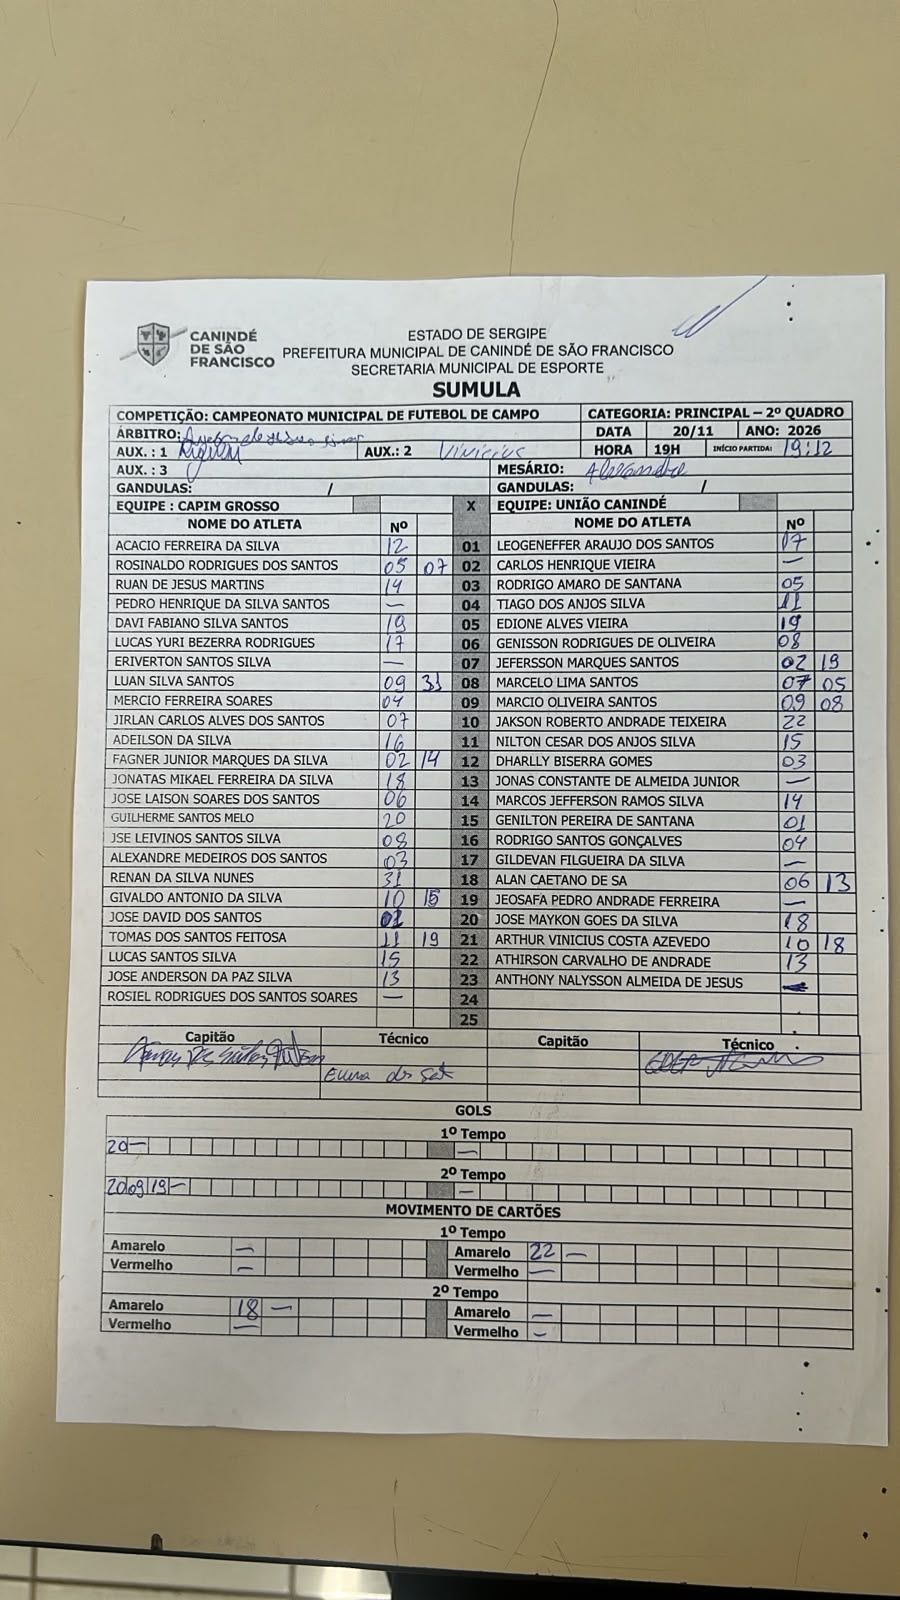 CANINDÉ
DE SÃO
FRANCISCO
ESTADO DE SERGIPE
PREFEITURA MUNICIPAL DE CANINDÉ DE SÃO FRANCISCO
SECRETARIA MUNICIPAL DE ESPORTE
SUMULA
COMPETIÇÃO: CAMPEONATO MUNICIPAL DE FUTEBOL DE CAMPO CATEGORIA: PRINCIPAL – 2º QUADRO
ÁRBITRO: DATA 20/11 ANO: 2026
AUX. : 1 AUX.: 2 Vinicius HORA 19H INÍCIO PARTIDA: 19:12
AUX. : 3 MESÁRIO: Alexandre
GANDULAS: / GANDULAS: /
EQUIPE : CAPIM GROSSO X EQUIPE: UNIÃO CANINDÉ
NOME DO ATLETA Nº NOME DO ATLETA Nº
ACACIO FERREIRA DA SILVA 12 01 LEOGENEFFER ARAUJO DOS SANTOS 17
ROSINALDO RODRIGUES DOS SANTOS 05 07 02 CARLOS HENRIQUE VIEIRA —
RUAN DE JESUS MARTINS 14 03 RODRIGO AMARO DE SANTANA 05
PEDRO HENRIQUE DA SILVA SANTOS — 04 TIAGO DOS ANJOS SILVA 11
DAVI FABIANO SILVA SANTOS 19 05 EDIONE ALVES VIEIRA 19
LUCAS YURI BEZERRA RODRIGUES 17 06 GENISSON RODRIGUES DE OLIVEIRA 08
ERIVERTON SANTOS SILVA — 07 JEFERSSON MARQUES SANTOS 02 19
LUAN SILVA SANTOS 09 31 08 MARCELO LIMA SANTOS 07 05
MERCIO FERREIRA SOARES 04 09 MARCIO OLIVEIRA SANTOS 09 08
JIRLAN CARLOS ALVES DOS SANTOS 07 10 JAKSON ROBERTO ANDRADE TEIXEIRA 22
ADEILSON DA SILVA 16 11 NILTON CESAR DOS ANJOS SILVA 15
FAGNER JUNIOR MARQUES DA SILVA 02 14 12 DHARLLY BISERRA GOMES 03
JONATAS MIKAEL FERREIRA DA SILVA 18 13 JONAS CONSTANTE DE ALMEIDA JUNIOR —
JOSE LAISON SOARES DOS SANTOS 06 14 MARCOS JEFFERSON RAMOS SILVA 14
GUILHERME SANTOS MELO 20 15 GENILTON PEREIRA DE SANTANA 01
JSE LEIVINOS SANTOS SILVA 08 16 RODRIGO SANTOS GONÇALVES 04
ALEXANDRE MEDEIROS DOS SANTOS 03 17 GILDEVAN FILGUEIRA DA SILVA —
RENAN DA SILVA NUNES 31 18 ALAN CAETANO DE SA 06 13
GIVALDO ANTONIO DA SILVA 10 15 19 JEOSAFA PEDRO ANDRADE FERREIRA —
JOSE DAVID DOS SANTOS 01 20 JOSE MAYKON GOES DA SILVA 18
TOMAS DOS SANTOS FEITOSA 11 19 21 ARTHUR VINICIUS COSTA AZEVEDO 10 18
LUCAS SANTOS SILVA 15 22 ATHIRSON CARVALHO DE ANDRADE 13
JOSE ANDERSON DA PAZ SILVA 13 23 ANTHONY NALYSSON ALMEIDA DE JESUS —
ROSIEL RODRIGUES DOS SANTOS SOARES — 24
25
Capitão Técnico Capitão Técnico
GOLS
1º Tempo
20 — —
2º Tempo
20 09 19 — —
MOVIMENTO DE CARTÕES
1º Tempo
Amarelo — Amarelo 22 —
Vermelho — Vermelho —
2º Tempo
Amarelo 18 — Amarelo —
Vermelho — Vermelho —